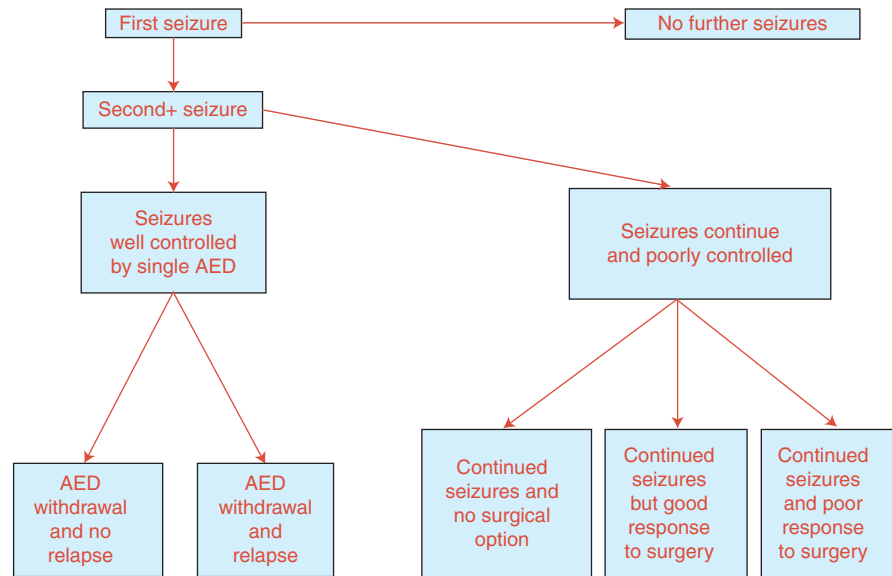 First seizure
No further seizures
Second+ seizure
Seizures
well controlled
by single AED
Seizures continue
and poorly controlled
AED
withdrawal
and no
relapse
AED
withdrawal
and
relapse
Continued
seizures and
no surgical
option
Continued
seizures
but good
response
to surgery
Continued
seizures
and poor
response
to surgery